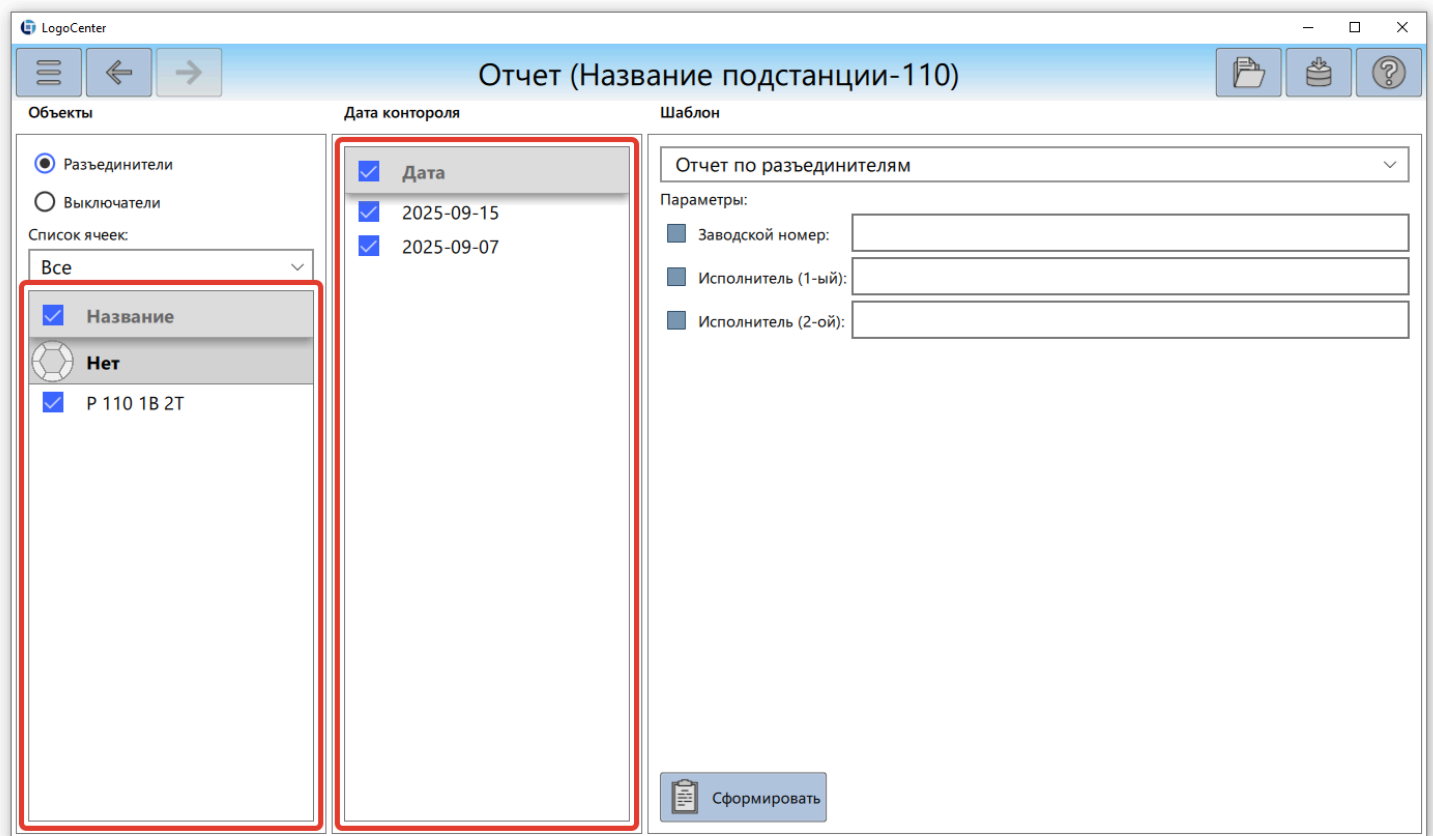 LogoCenter
Отчет (Название подстанции-110)
Объекты
Дата контороля
Шаблон
Разъединители
Выключатели
Список ячеек:
Все
Название
Нет
Р 110 1В 2Т
Дата
2025-09-15
2025-09-07
Отчет по разъединителям
Параметры:
Заводской номер:
Исполнитель (1-ый):
Исполнитель (2-ой):
Сформировать